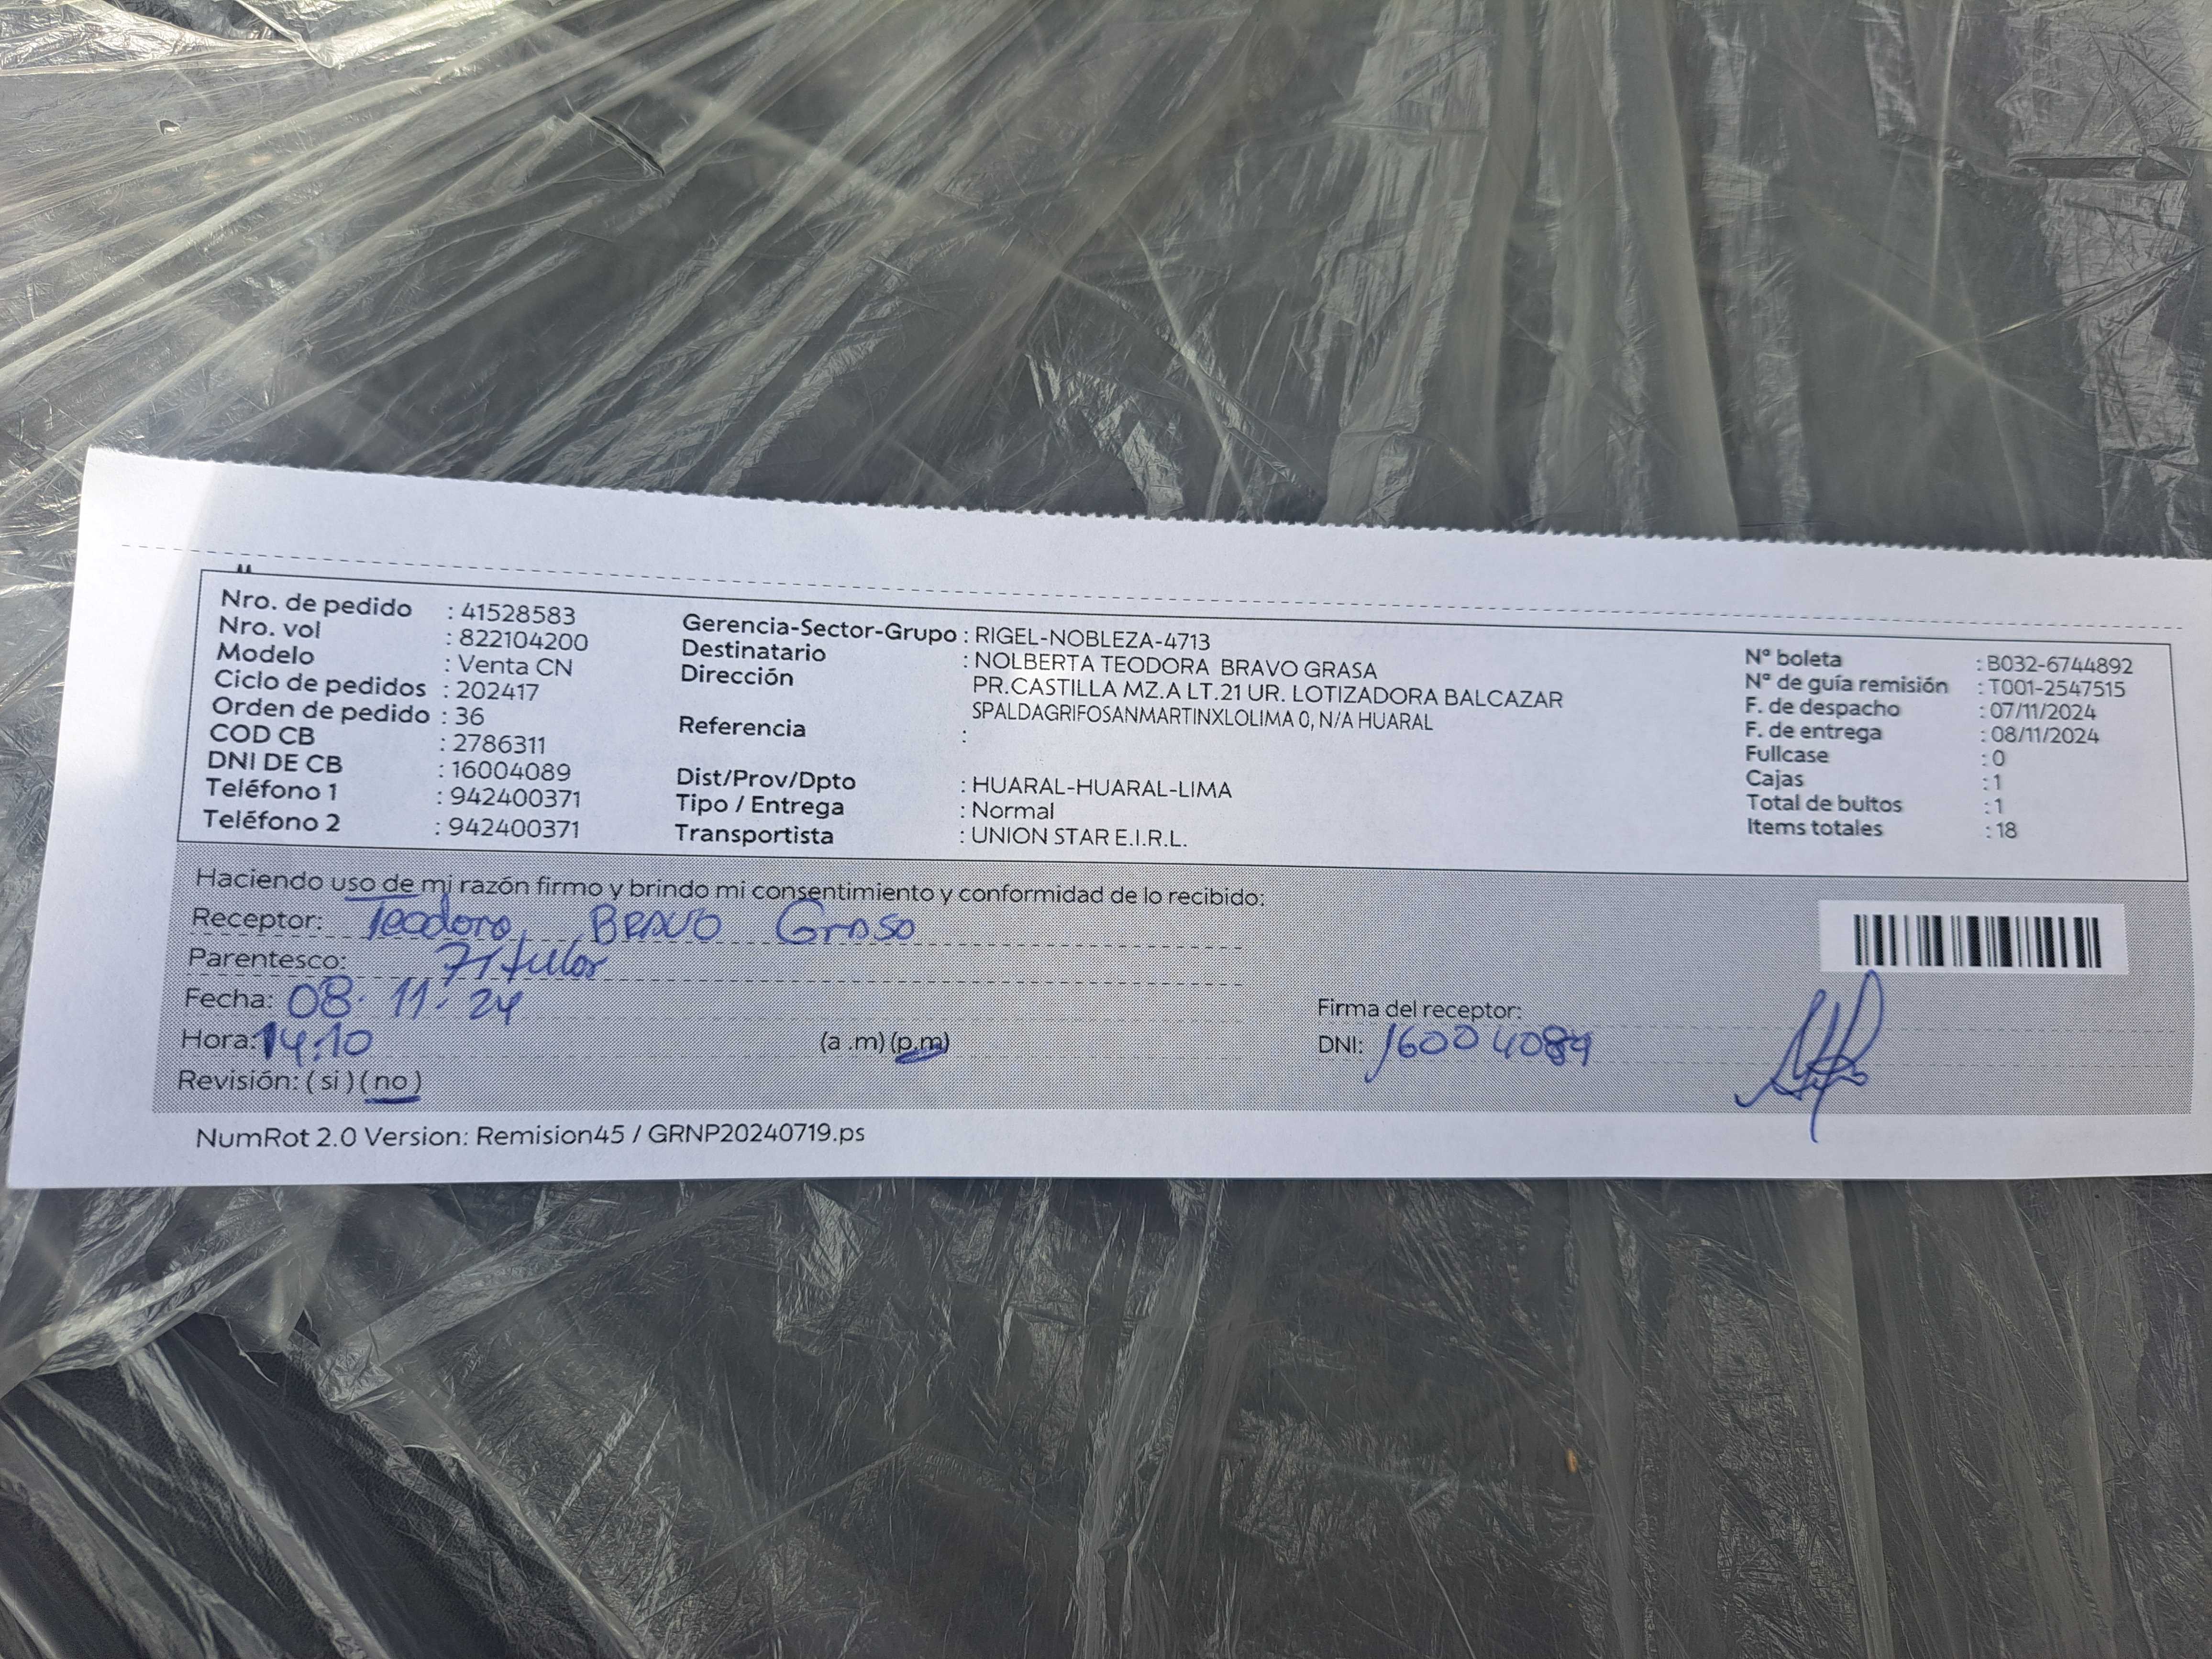 Nro. de pedido : 41528583
Nro. vol : 822104200
Modelo : Venta CN
Ciclo de pedidos : 202417
Orden de pedido : 36
COD CB : 2786311
DNI DE CB : 16004089
Teléfono 1 : 942400371
Teléfono 2 : 942400371
Gerencia-Sector-Grupo : RIGEL-NOBLEZA-4713
Destinatario : NOLBERTA TEODORA BRAVO GRASA
Dirección PR.CASTILLA MZ.A LT.21 UR. LOTIZADORA BALCAZAR
SPALDAGRIFOSANMARTINXLOLIMA 0, N/A HUARAL
Referencia :
Dist/Prov/Dpto : HUARAL-HUARAL-LIMA
Tipo / Entrega : Normal
Transportista : UNION STAR E.I.R.L.
N° boleta : B032-6744892
N° de guía remisión : T001-2547515
F. de despacho : 07/11/2024
F. de entrega : 08/11/2024
Fullcase : 0
Cajas : 1
Total de bultos : 1
Items totales : 18
Haciendo uso de mi razón firmo y brindo mi consentimiento y conformidad de lo recibido:
Receptor: Teodora BRAVO Grasa
Parentesco: Titular
Fecha: 08-11-24
Hora: 14:10 (a .m) (p.m)
Revisión: ( si ) ( no )
Firma del receptor:
DNI: 16004089
NumRot 2.0 Version: Remision45 / GRNP20240719.ps